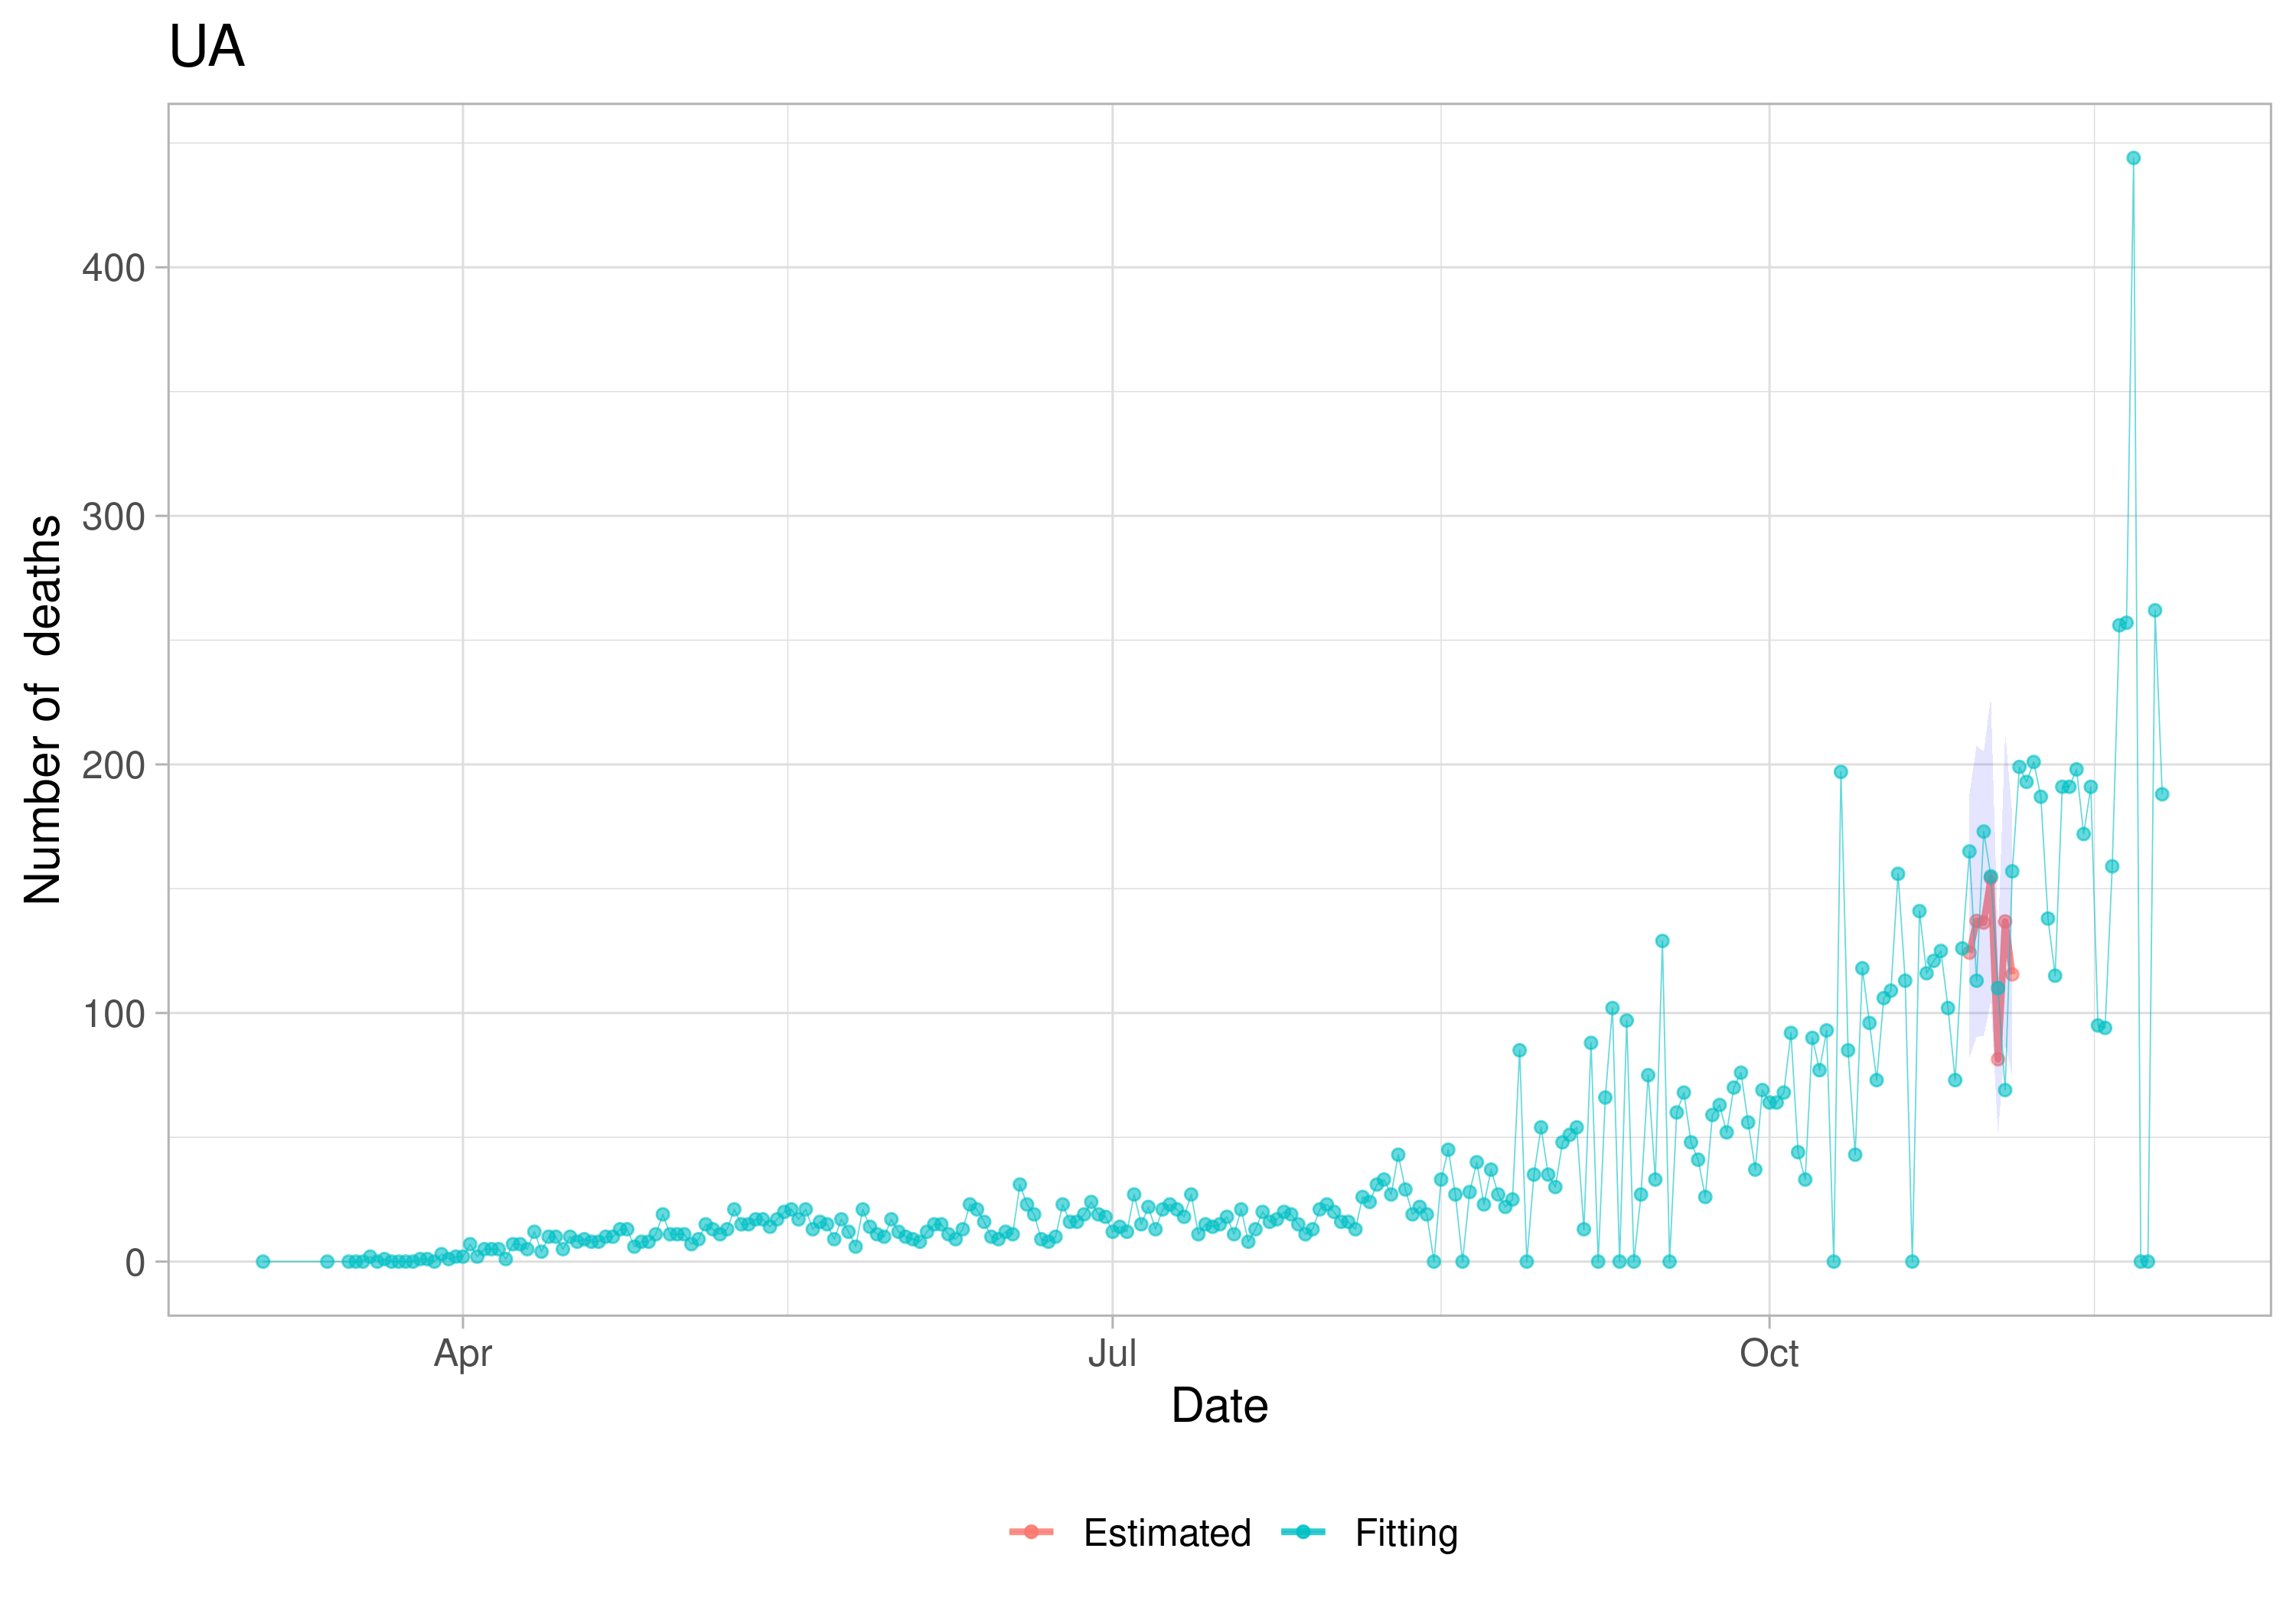 UA
Number of  deaths
400
300
200
100
0
Apr Jul Oct
Date
Estimated Fitting